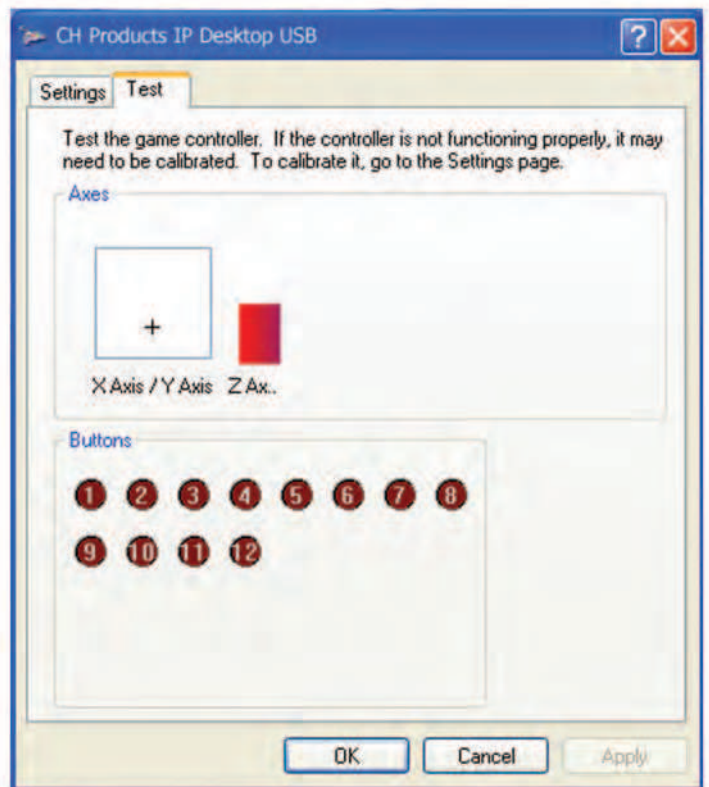 CH Products IP Desktop USB
Settings Test
Test the game controller. If the controller is not functioning properly, it may
need to be calibrated. To calibrate it, go to the Settings page.
Axes
X Axis / Y Axis Z Ax..
Buttons
1 2 3 4 5 6 7 8
9 10 11 12
OK Cancel Apply